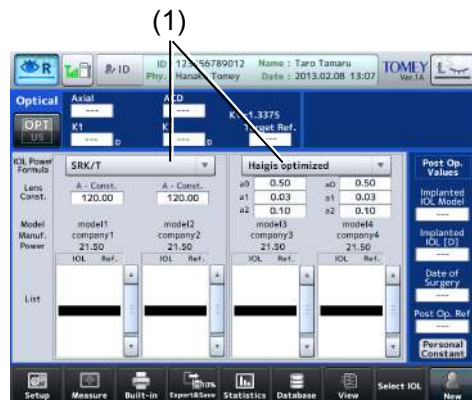 (1)
R
ID
ID 123456789012 Name : Taro Tamaru
Phy. Hanako Tomey Date : 2013.02.08 13:07
TOMEY
Ver.1A
L
Optical
Axial
ACD
---
---
K =1.3375
OPT
US
K1
K
Target Ref.
---
D
---
D
---
IOL Power
Formula
SRK/T
Haigis optimized
Post Op.
Values
Lens
Const.
A - Const.
A - Const.
120.00
120.00
a0 0.50
a0 0.50
a1 0.03
a1 0.03
a2 0.10
a2 0.10
Implanted
IOL Model
---
Model
model1
model2
model3
model4
Manuf.
company1
company2
company3
company4
Power
21.50
21.50
21.50
21.50
Implanted
IOL [D]
---
IOL Ref.
IOL Ref.
IOL Ref.
IOL Ref.
List
Date of
Surgery
---
Post Op. Ref
---
Personal
Constant
Setup
Measure
Built-in
Export&Save
Statistics
Database
View
Select IOL
New